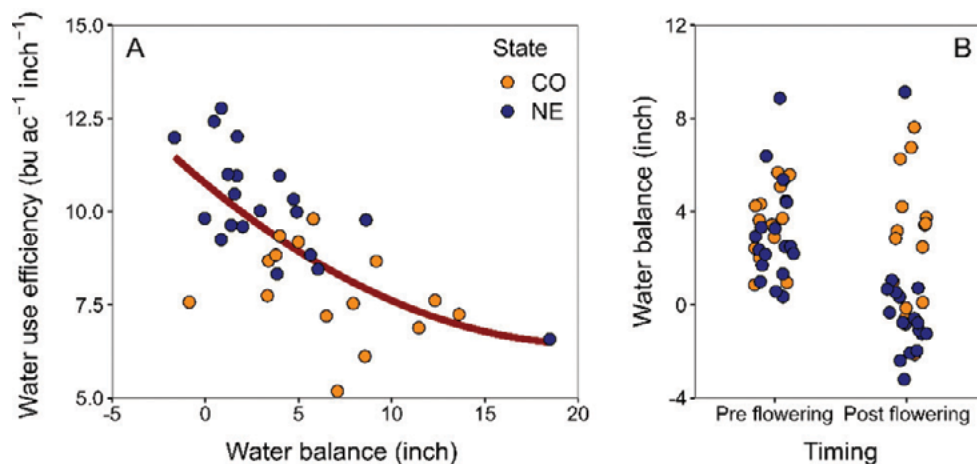 A
State
CO
NE
15.0
12.5
10.0
7.5
5.0
Water use efficiency (bu ac⁻¹ inch⁻¹)
-5 0 5 10 15 20
Water balance (inch)
B
12
8
4
0
-4
Water balance (inch)
Pre flowering Post flowering
Timing